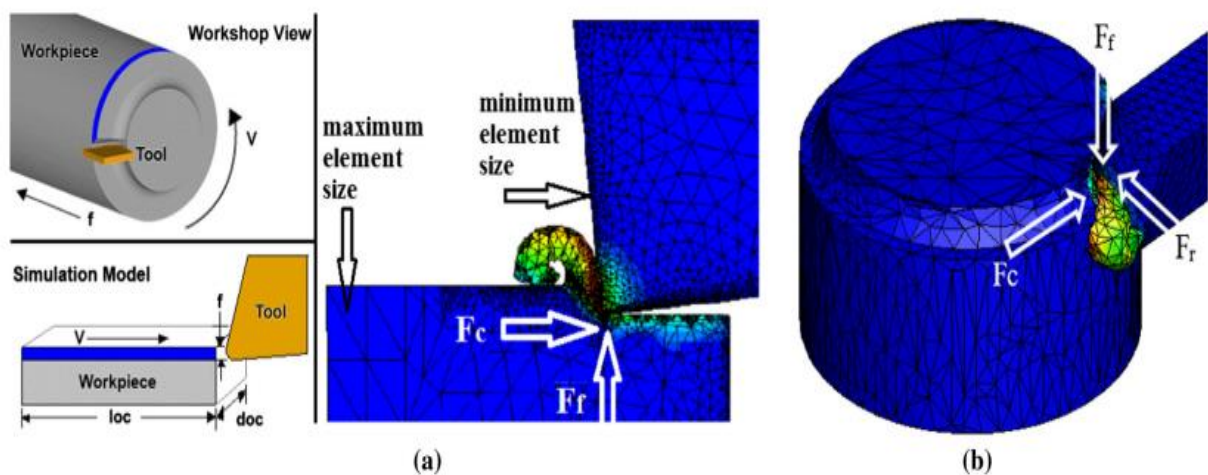 Workshop View
Workpiece
Tool
V
f
Simulation Model
V
f
Tool
Workpiece
loc
doc
maximum
element
size
minimum
element
size
Fc
Ff
(a)
Ff
Fc
Fr
(b)